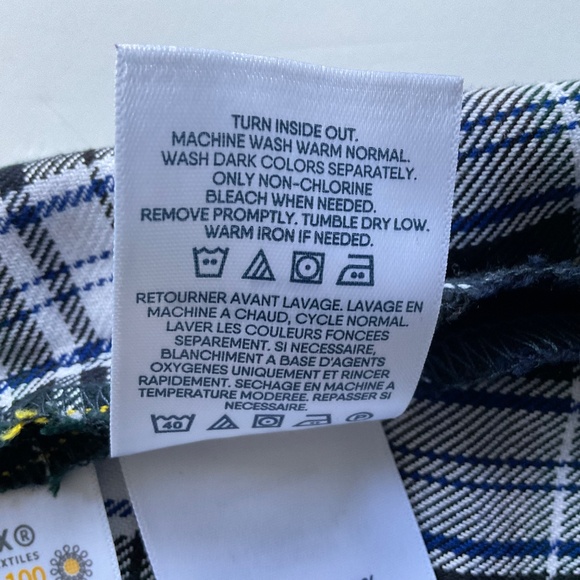 TURN INSIDE OUT.
MACHINE WASH WARM NORMAL.
WASH DARK COLORS SEPARATELY.
ONLY NON-CHLORINE
BLEACH WHEN NEEDED.
REMOVE PROMPTLY. TUMBLE DRY LOW.
WARM IRON IF NEEDED.
RETOURNER AVANT LAVAGE. LAVAGE EN
MACHINE A CHAUD, CYCLE NORMAL.
LAVER LES COULEURS FONCEES
SEPAREMENT. SI NECESSAIRE,
BLANCHIMENT A BASE D'AGENTS
OXYGENES UNIQUEMENT ET RINCER
RAPIDEMENT. SECHAGE EN MACHINE A
TEMPERATURE MODEREE. REPASSER SI
NECESSAIRE.
40
P
X®
TILES
100